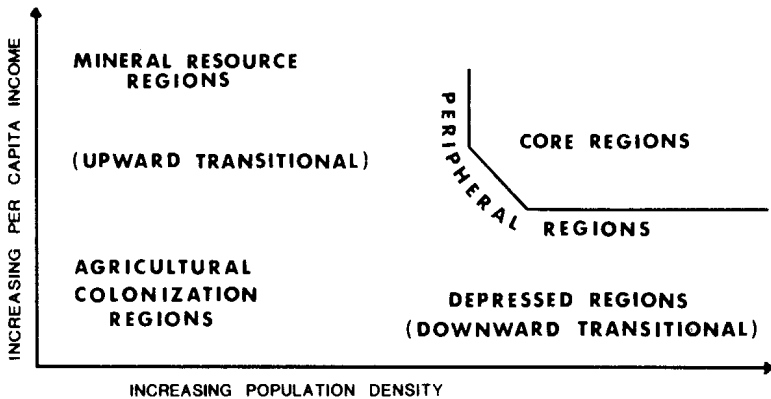 INCREASING PER CAPITA INCOME
MINERAL RESOURCE
REGIONS
(UPWARD TRANSITIONAL)
AGRICULTURAL
COLONIZATION
REGIONS
PERIPHERAL
REGIONS
CORE REGIONS
DEPRESSED REGIONS
(DOWNWARD TRANSITIONAL)
INCREASING POPULATION DENSITY